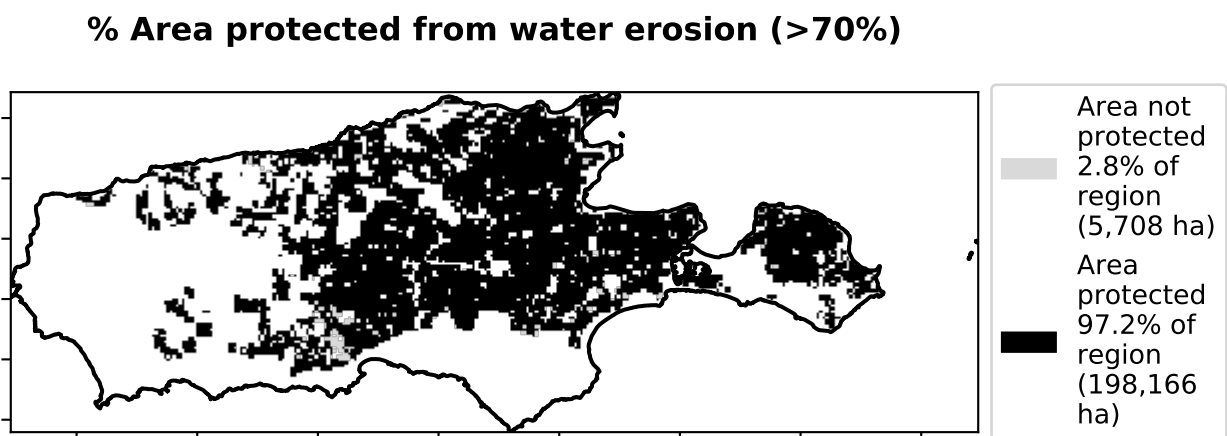 % Area protected from water erosion (>70%)
Area not
protected
2.8% of
region
(5,708 ha)
Area
protected
97.2% of
region
(198,166
ha)